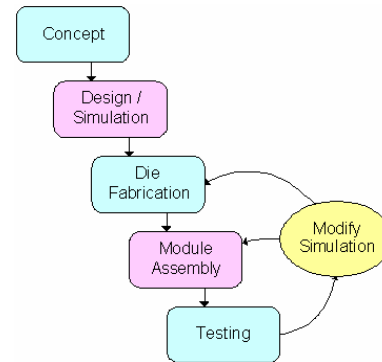 Concept
Design /
Simulation
Die
Fabrication
Module
Assembly
Modify
Simulation
Testing